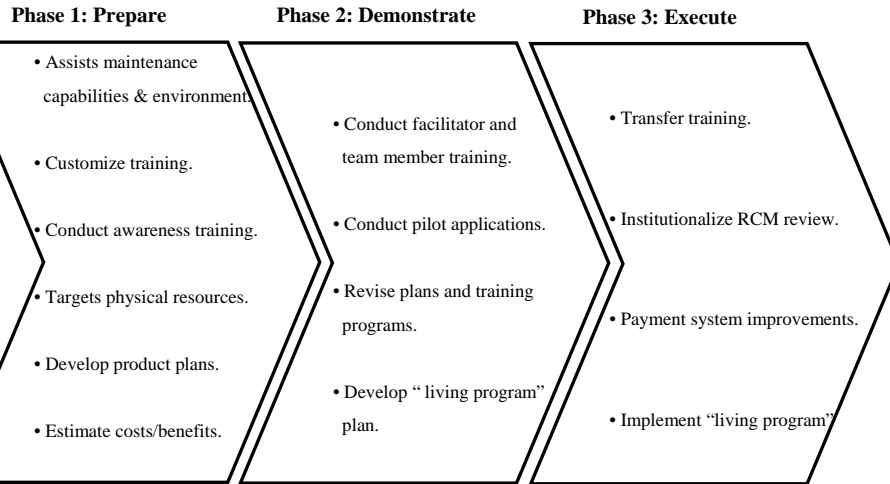 Phase 1: Prepare
• Assists maintenance
capabilities & environment.
• Customize training.
• Conduct awareness training.
• Targets physical resources.
• Develop product plans.
• Estimate costs/benefits.
Phase 2: Demonstrate
• Conduct facilitator and
team member training.
• Conduct pilot applications.
• Revise plans and training
programs.
• Develop “ living program”
plan.
Phase 3: Execute
• Transfer training.
• Institutionalize RCM review.
• Payment system improvements.
• Implement “living program”